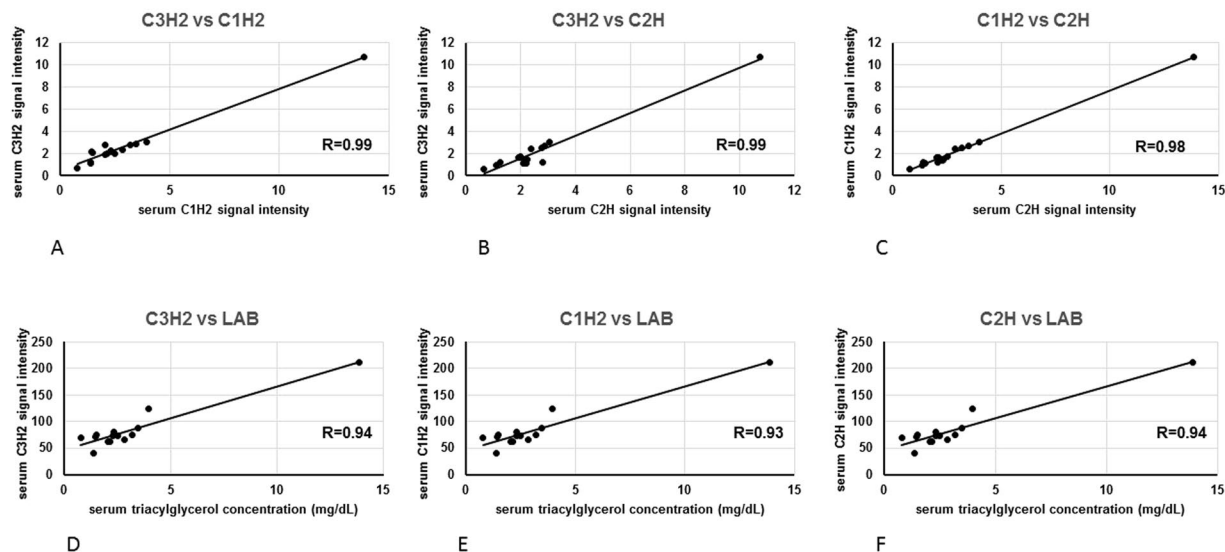 C3H2 vs C1H2
serum C3H2 signal intensity
12
10
8
6
4
2
0
R=0.99
0
5
10
15
serum C1H2 signal intensity
A
C3H2 vs C2H
serum C3H2 signal intensity
12
10
8
6
4
2
0
R=0.99
0
2
4
6
8
10
12
serum C2H signal intensity
B
C1H2 vs C2H
serum C1H2 signal intensity
12
10
8
6
4
2
0
R=0.98
0
5
10
15
serum C2H signal intensity
C
C3H2 vs LAB
serum C3H2 signal intensity
250
200
150
100
50
0
R=0.94
0
5
10
15
serum triacylglycerol concentration (mg/dL)
D
C1H2 vs LAB
serum C1H2 signal intensity
250
200
150
100
50
0
R=0.93
0
5
10
15
serum triacylglycerol concentration (mg/dL)
E
C2H vs LAB
serum C2H signal intensity
250
200
150
100
50
0
R=0.94
0
5
10
15
serum triacylglycerol concentration (mg/dL)
F